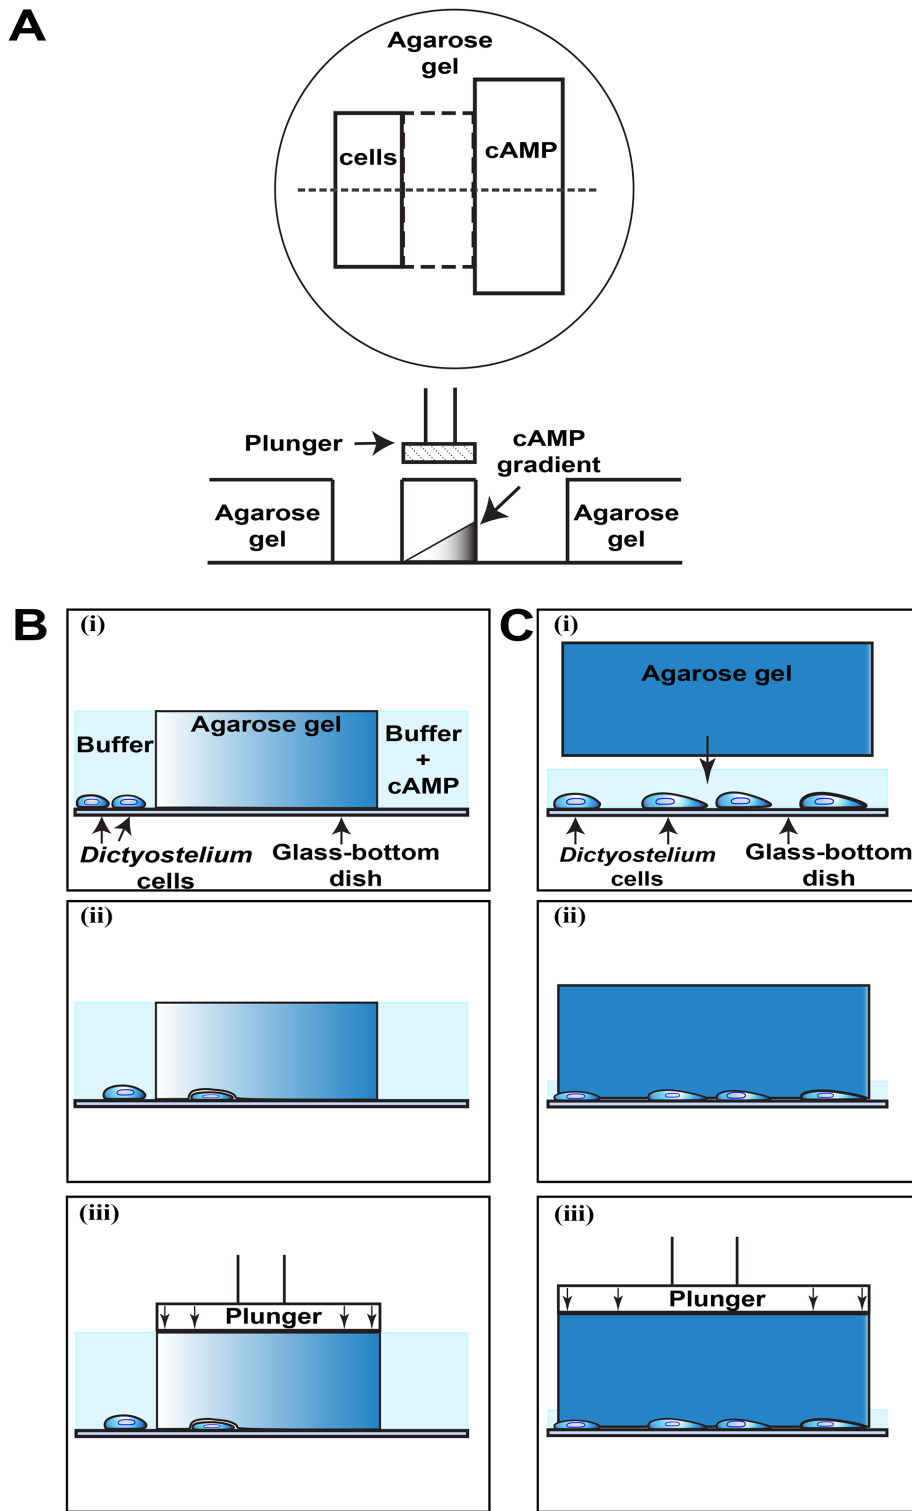 A
Agarose
gel
cells
cAMP
Plunger
cAMP
gradient
Agarose
gel
Agarose
gel
B
(i)
Agarose gel
Buffer
Buffer
+
cAMP
Dictyostelium
cells
Glass-bottom
dish
(ii)
(iii)
Plunger
C
(i)
Agarose gel
Dictyostelium
cells
Glass-bottom
dish
(ii)
(iii)
Plunger